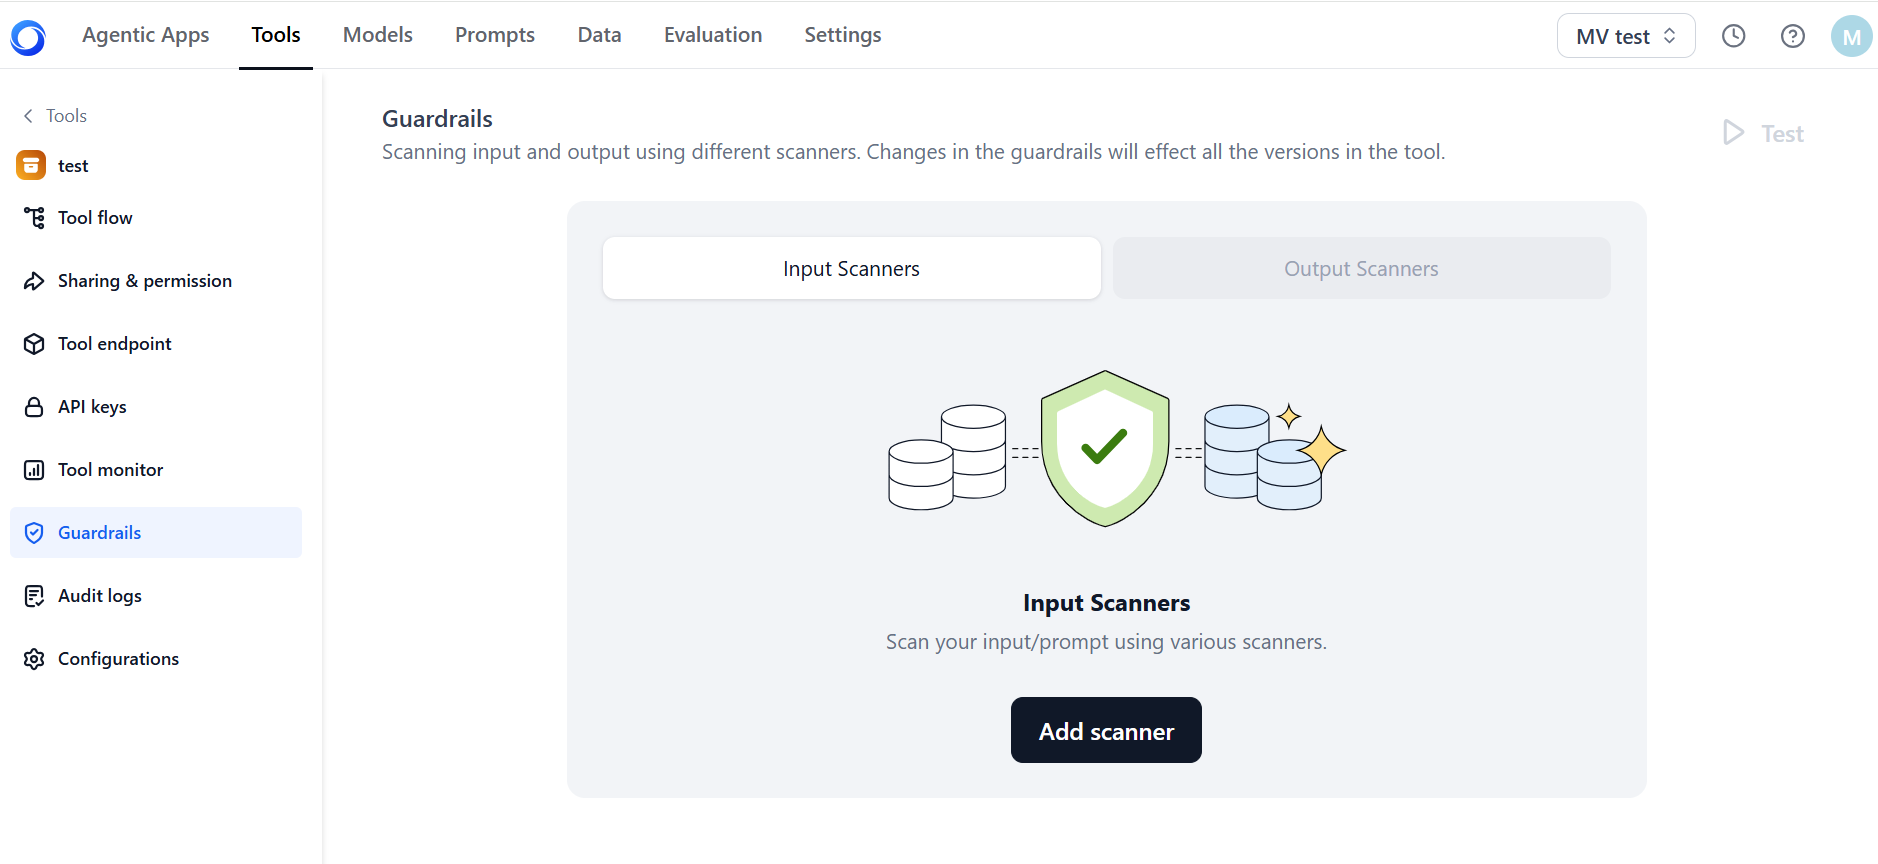 Agentic Apps Tools Models Prompts Data Evaluation Settings MV test M
Tools
test
Tool flow
Sharing & permission
Tool endpoint
API keys
Tool monitor
Guardrails
Audit logs
Configurations
Guardrails
Scanning input and output using different scanners. Changes in the guardrails will effect all the versions in the tool.
Test
Input Scanners Output Scanners
Input Scanners
Scan your input/prompt using various scanners.
Add scanner